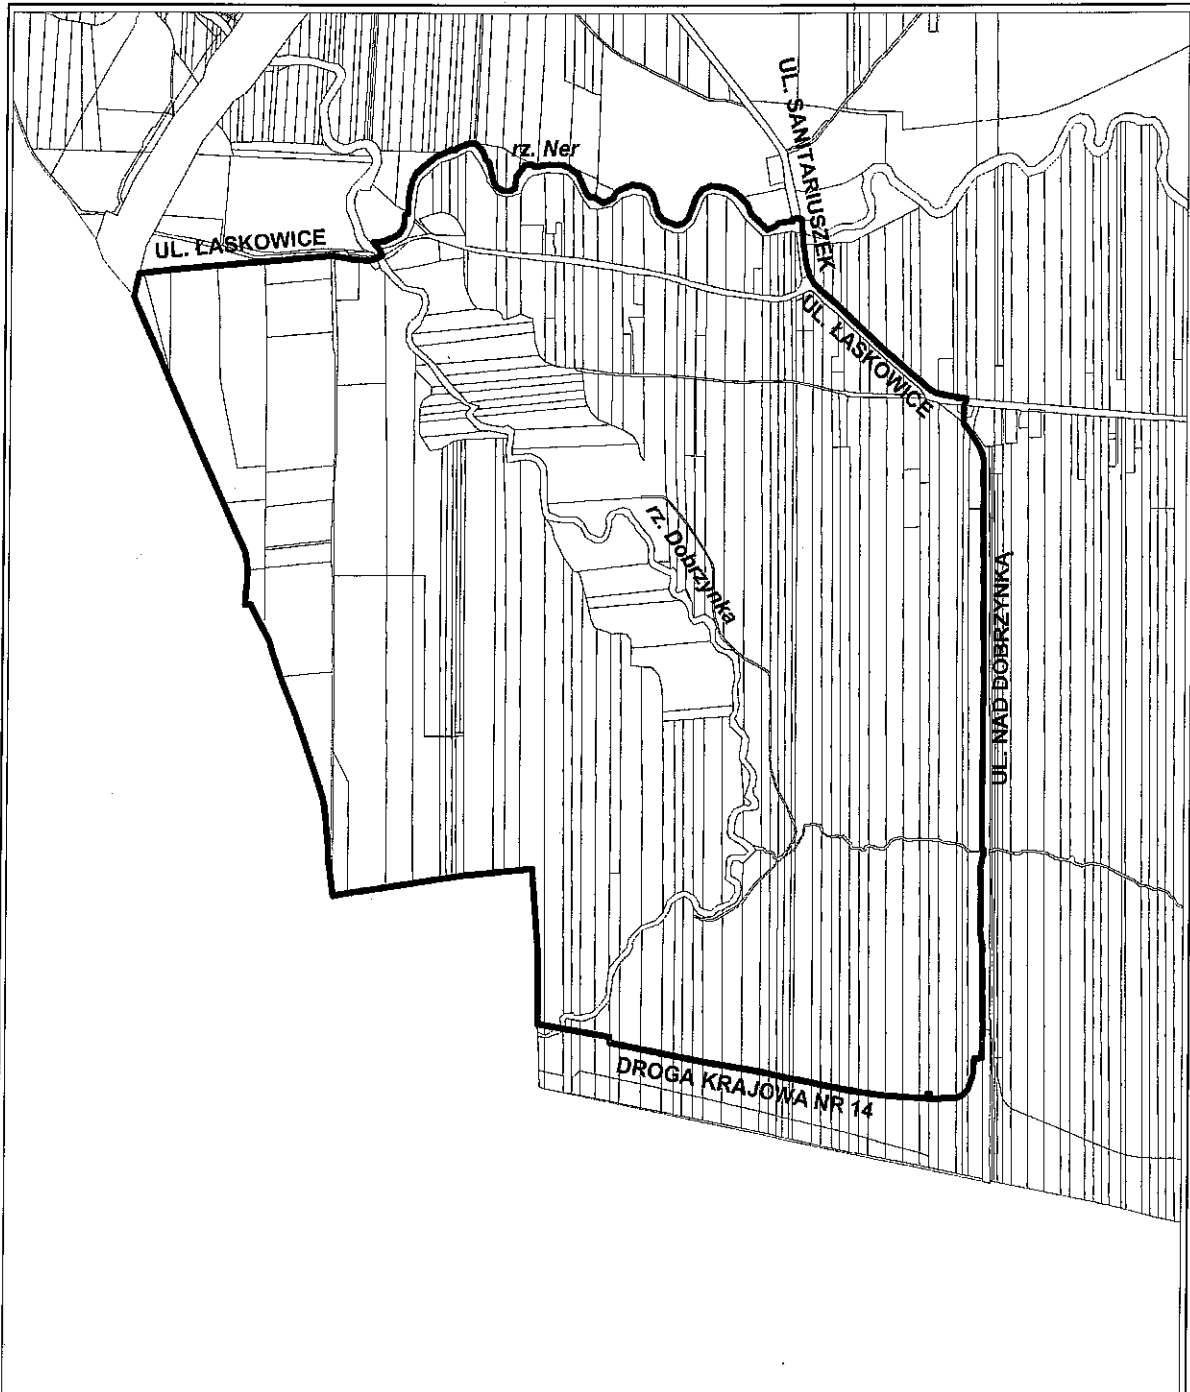 UL. SANITARIUSZEK
rz. Ner
UL. ŁASKOWICE
UL. ŁASKOWICE
rz. Dobrzynka
UL. NAD DOBRZYNKĄ
DROGA KRAJOWA NR 14